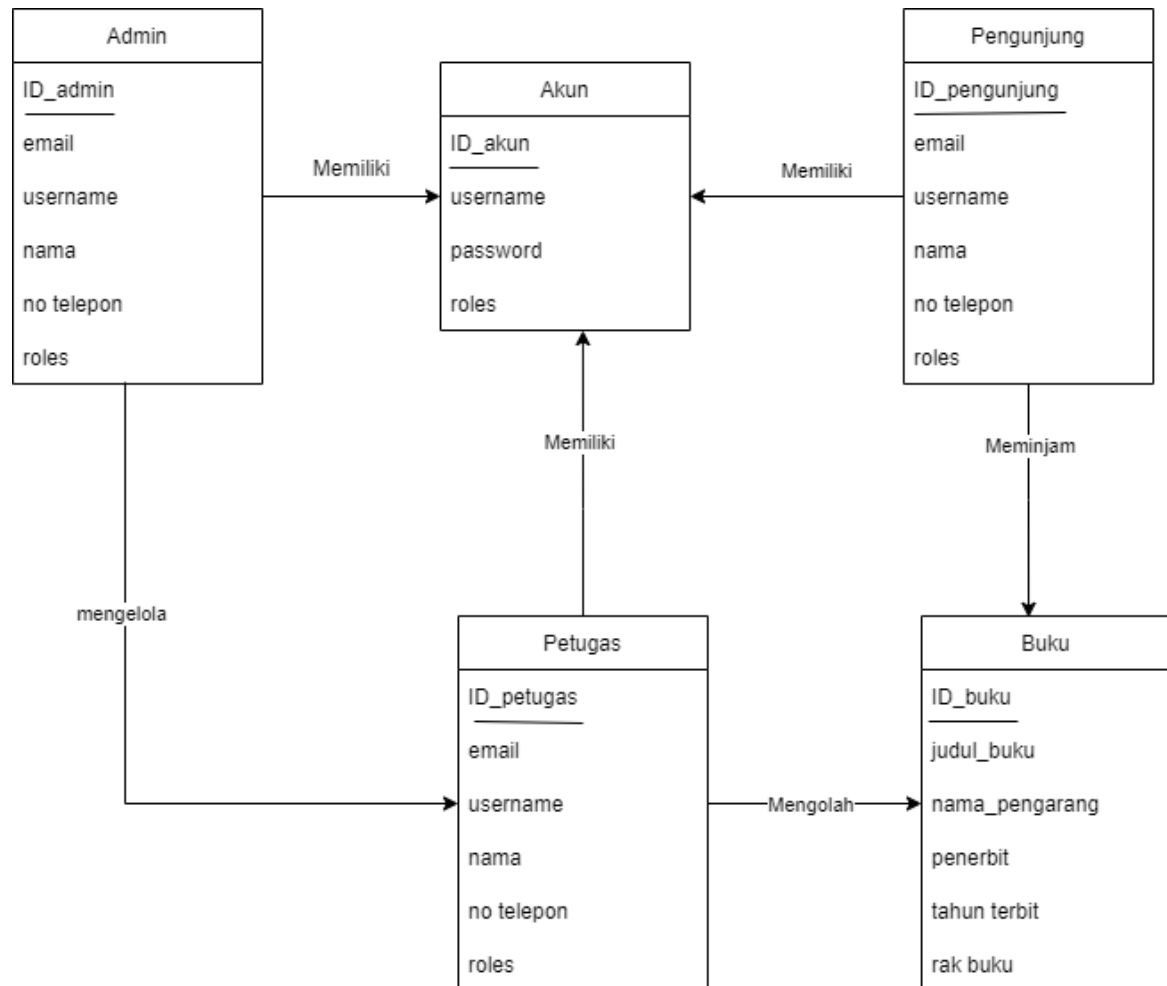 Admin
ID_admin
email
username
nama
no telepon
roles
Memiliki
Akun
ID_akun
username
password
roles
Memiliki
Pengunjung
ID_pengunjung
email
username
nama
no telepon
roles
Memiliki
Meminjam
mengelola
Petugas
ID_petugas
email
username
nama
no telepon
roles
Mengolah
Buku
ID_buku
judul_buku
nama_pengarang
penerbit
tahun terbit
rak buku